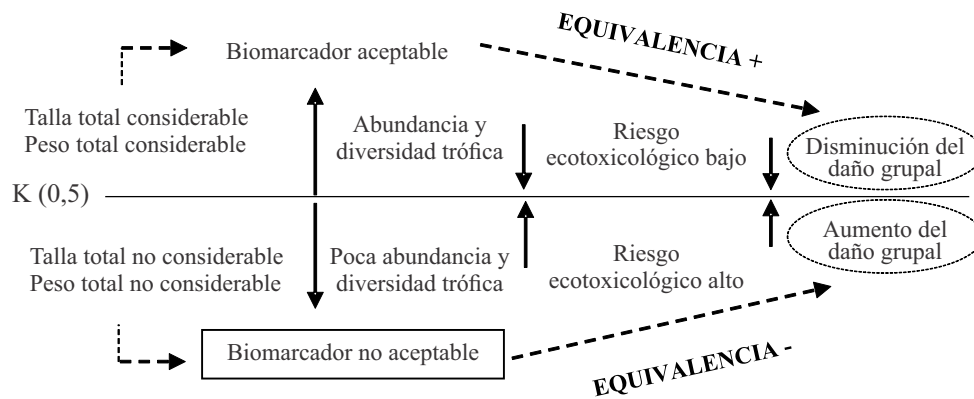 EQUIVALENCIA +
Biomarcador aceptable
Talla total considerable
Peso total considerable
Abundancia y
diversidad trófica
Riesgo
ecotoxicológico bajo
Disminución del
daño grupal
K (0,5)
Talla total no considerable
Peso total no considerable
Poca abundancia y
diversidad trófica
Riesgo
ecotoxicológico alto
Aumento del
daño grupal
Biomarcador no aceptable
EQUIVALENCIA -